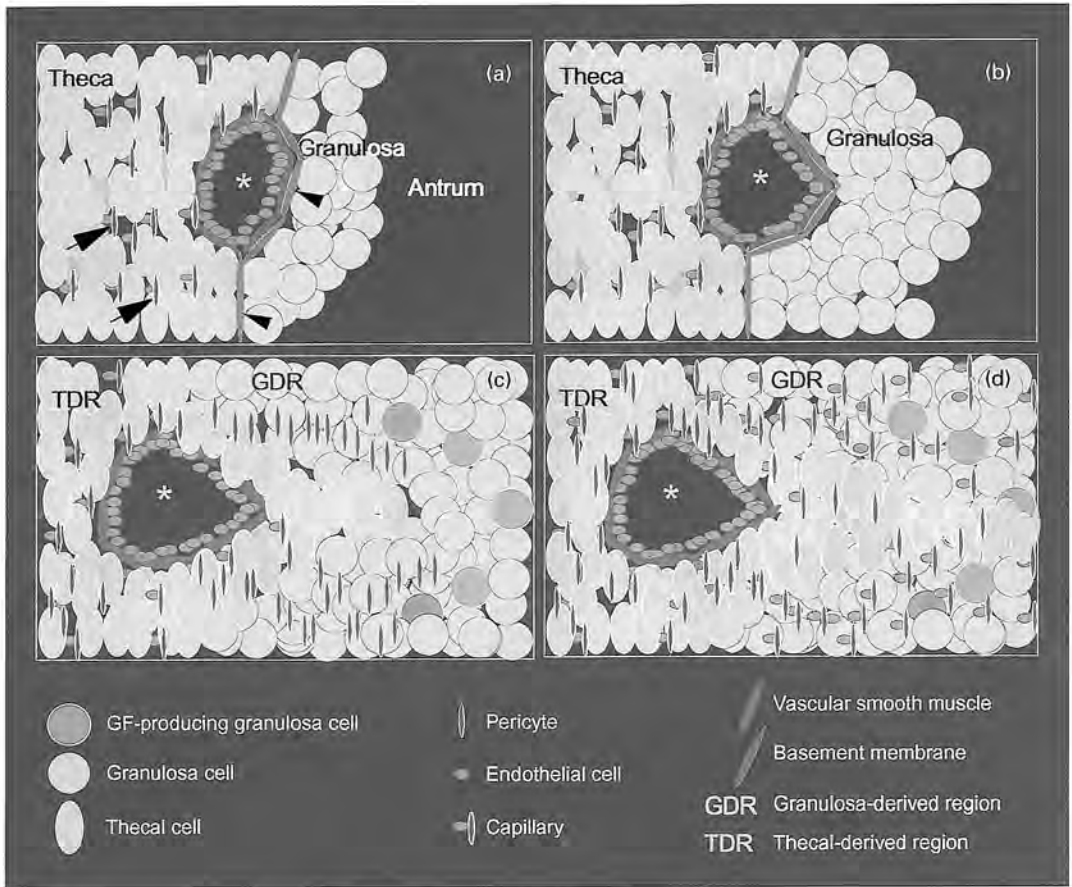 Theca
(a)
Granulosa
*
Antrum
Theca
(b)
Granulosa
*
TDR
GDR
(c)
*
TDR
GDR
(d)
*
GF-producing granulosa cell
Granulosa cell
Thecal cell
Pericyte
Endothelial cell
Capillary
Vascular smooth muscle
Basement membrane
GDR Granulosa-derived region
TDR Thecal-derived region